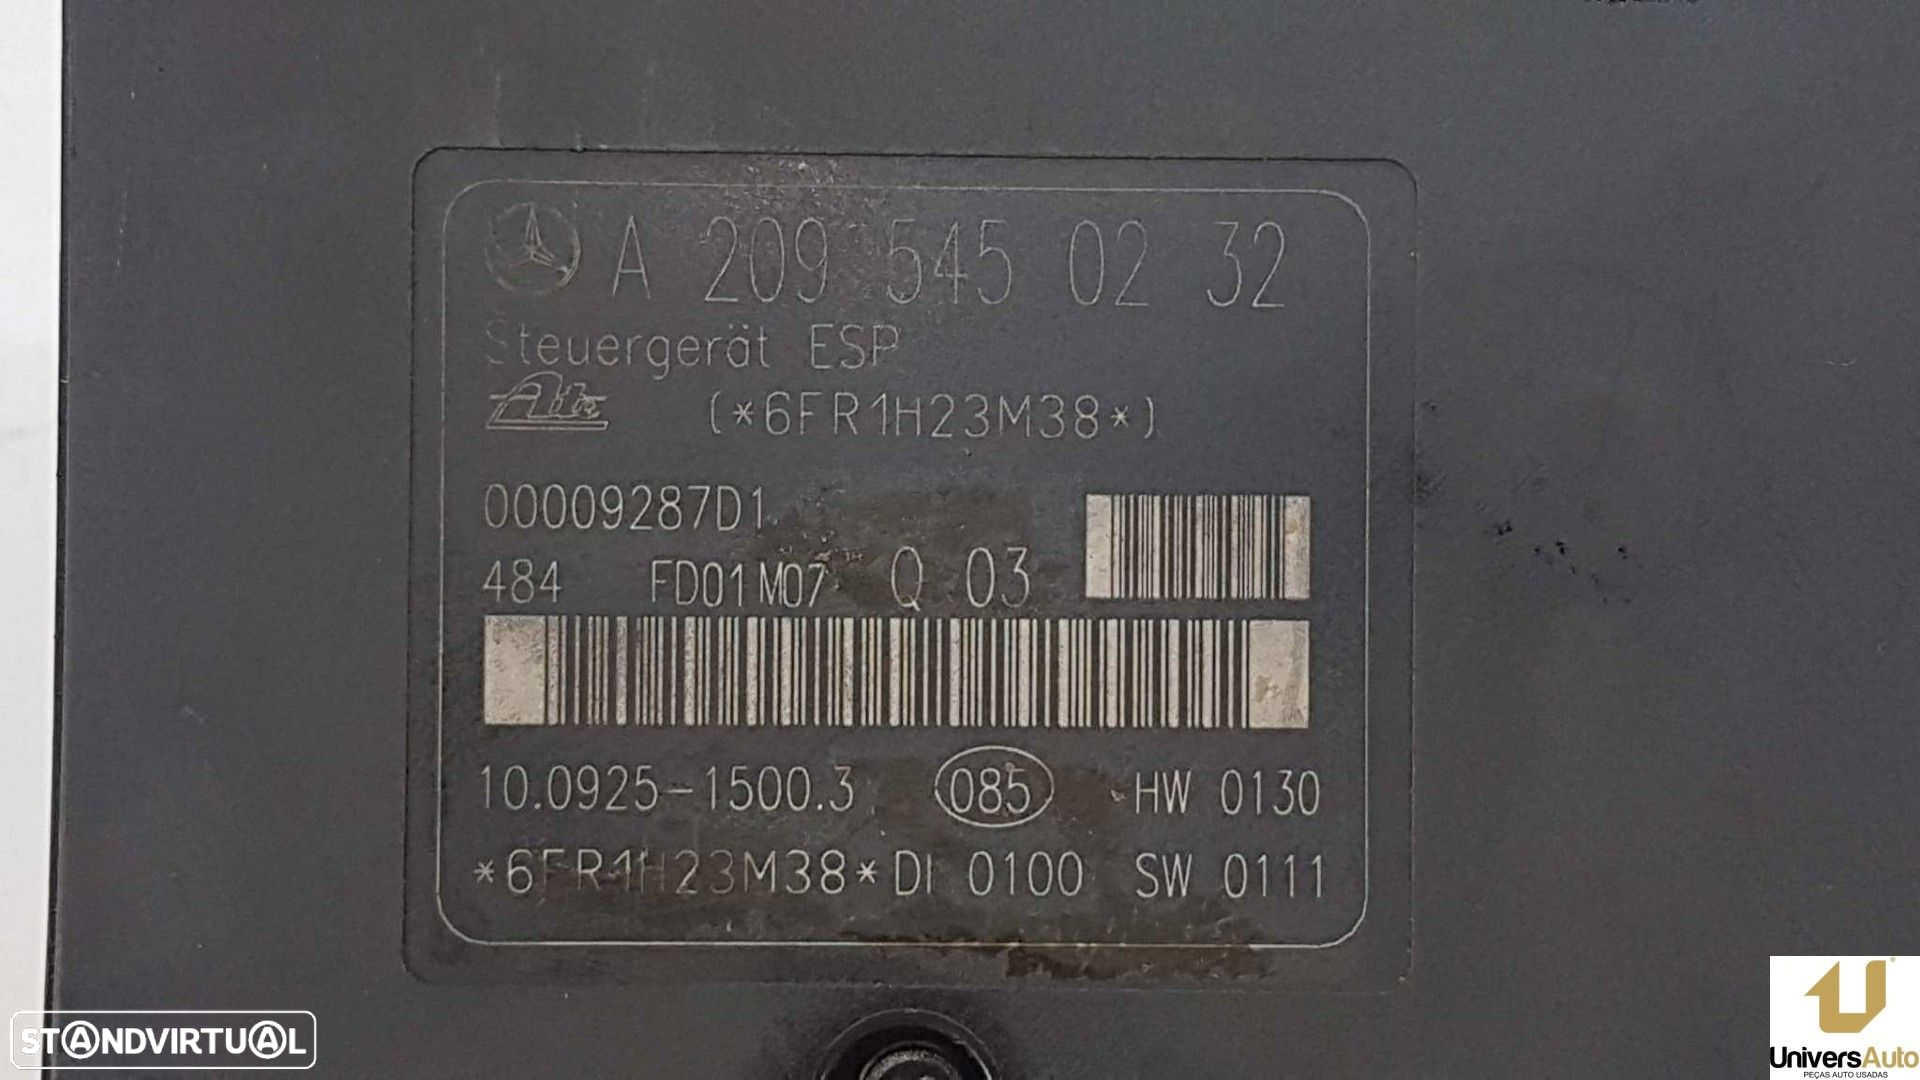 A 209 545 02 32
Steuergerät ESP
Ate (*6FR1H23M38*)
00009287D1
484 FD01M07 Q 03
10.0925-1500.3 085 HW 0130
*6FR1H23M38* DI 0100 SW 0111
STANDVIRTUAL
UniversAuto
PEÇAS AUTO USADAS